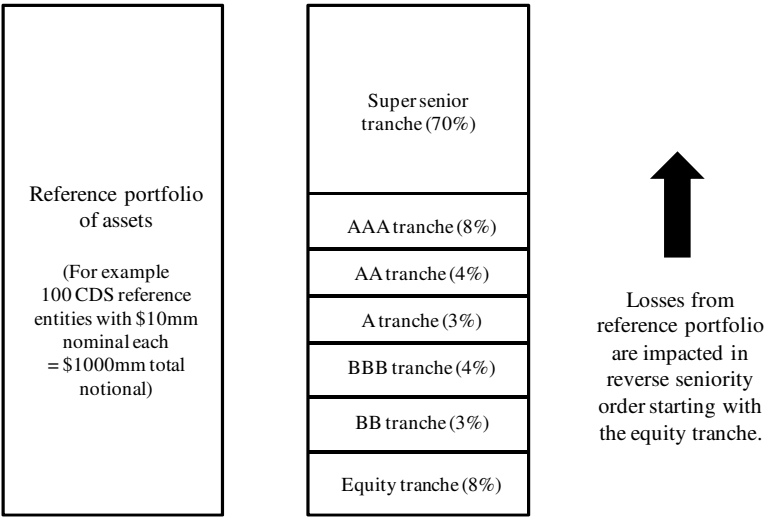 Reference portfolio
of assets
(For example
100 CDS reference
entities with $10mm
nominal each
= $1000mm total
notional)
Super senior
tranche (70%)
AAA tranche (8%)
AA tranche (4%)
A tranche (3%)
BBB tranche (4%)
BB tranche (3%)
Equity tranche (8%)
Losses from
reference portfolio
are impacted in
reverse seniority
order starting with
the equity tranche.